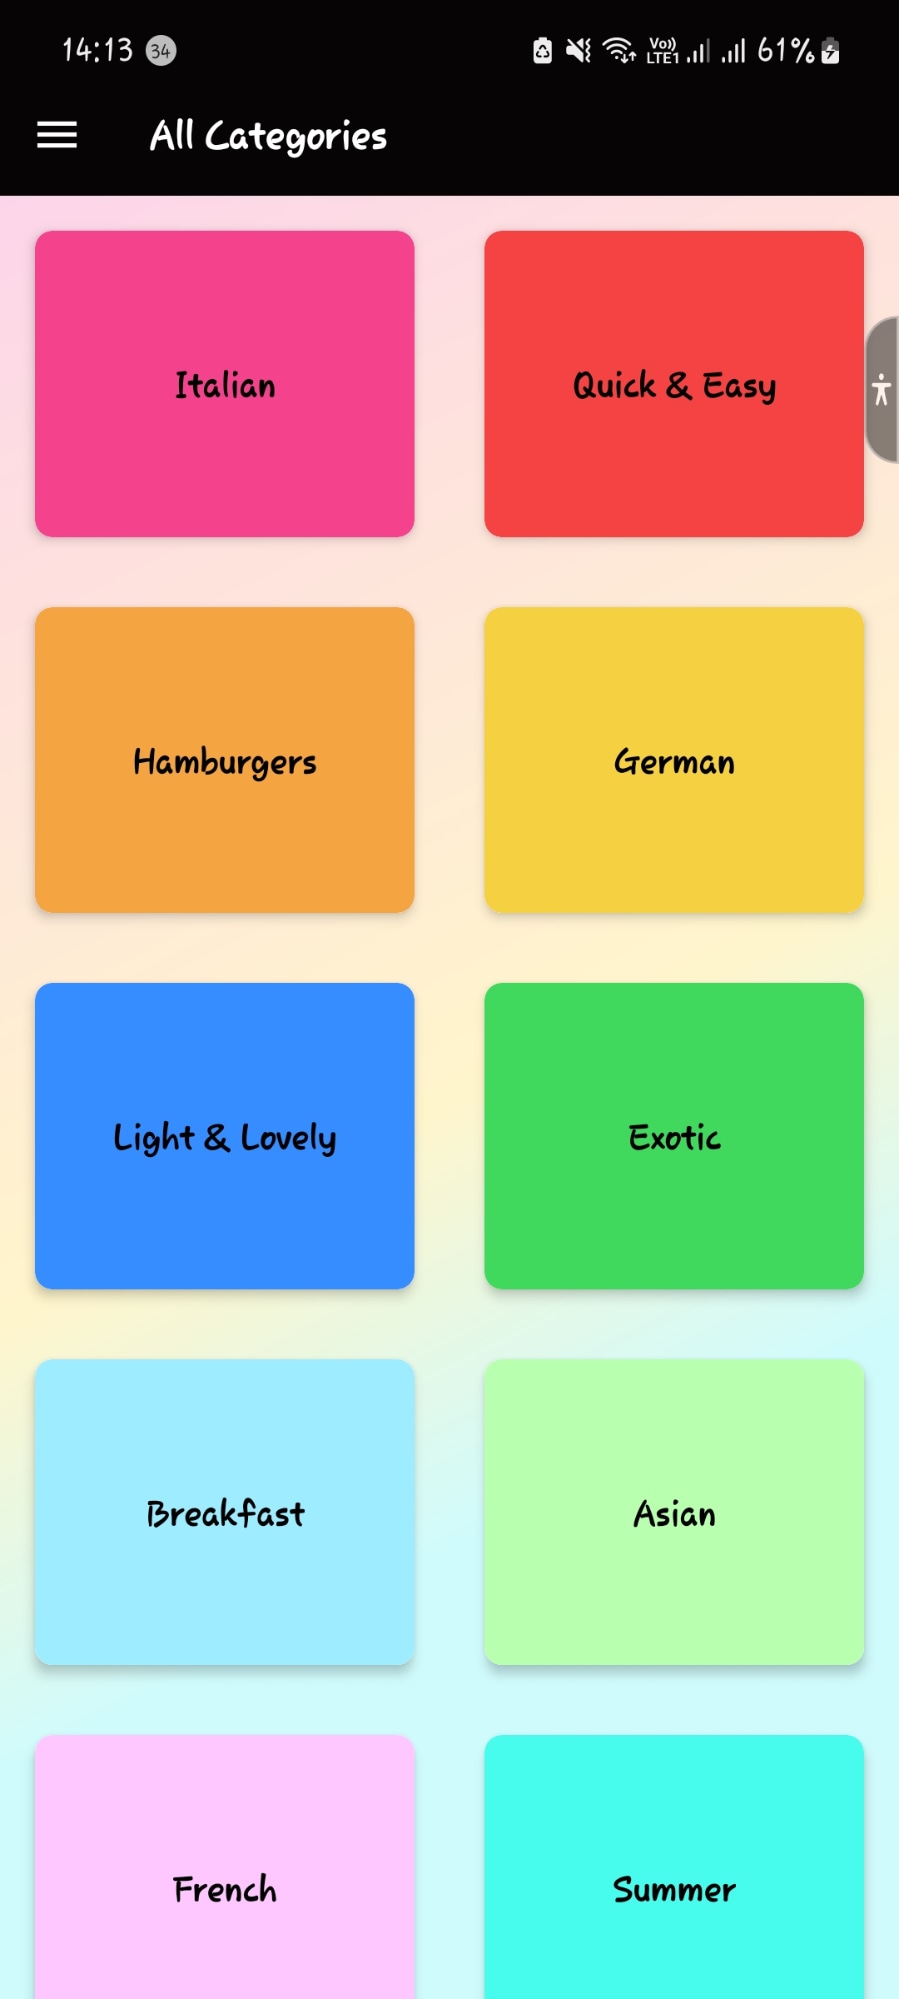 14:13 34 Vo)) LTE1 61%
All Categories
Italian
Quick & Easy
Hamburgers
German
Light & Lovely
Exotic
Breakfast
Asian
French
Summer